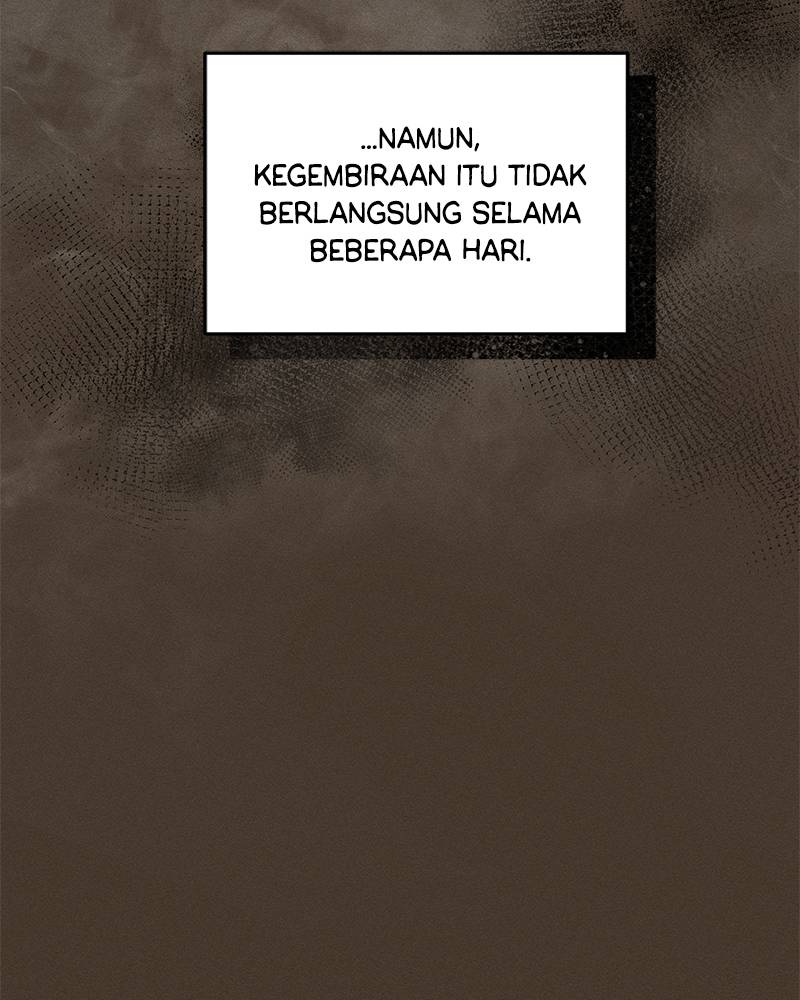 ...NAMUN,
KEGEMBIRAAN ITU TIDAK
BERLANGSUNG SELAMA
BEBERAPA HARI.